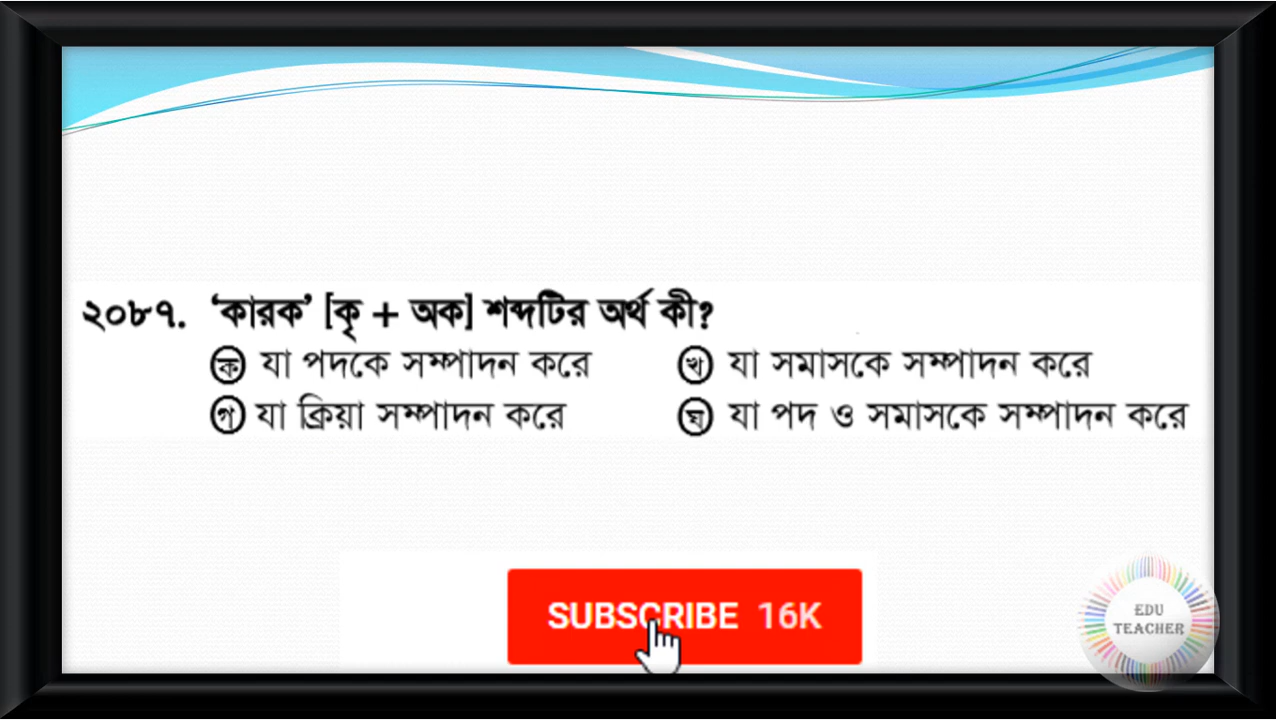 ২০৮৭. ‘কারক’ [কৃ + অক] শব্দটির অর্থ কী?
ক যা পদকে সম্পাদন করে খ যা সমাসকে সম্পাদন করে
গ যা ক্রিয়া সম্পাদন করে ঘ যা পদ ও সমাসকে সম্পাদন করে
SUBSCRIBE 16K
EDU
TEACHER